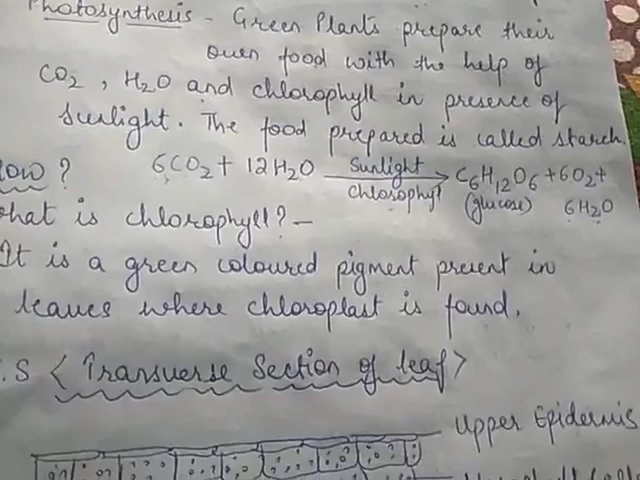 Photosynthesis - Green Plants prepare their
own food with the help of
CO2, H2O and chlorophyll in presence of
Sunlight. The food prepared is called starch.
How? 6CO2 + 12H2O Sunlight Chlorophyl → C6H12O6 + 6O2 +
(glucose) 6H2O
What is chlorophyll? -
It is a green coloured pigment present in
leaves where chloroplast is found.
.S < Transverse Section of leaf >
Upper Epidermis